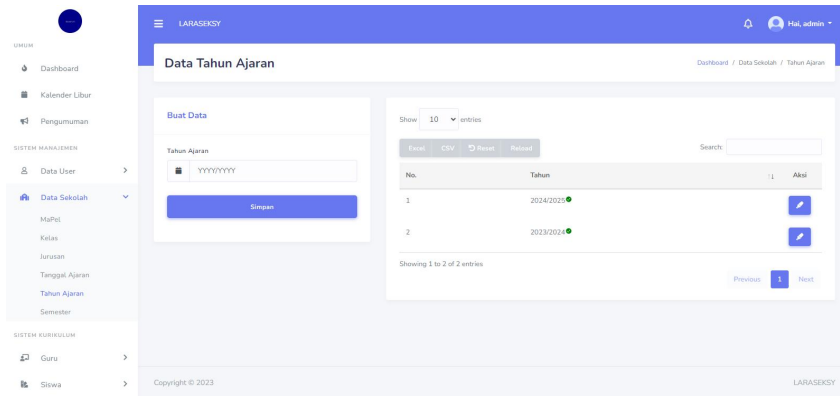 LARASEKSY
Hai, admin
UMUM
Dashboard
Kalender Libur
Pengumuman
SISTEM MANAJEMEN
Data User
Data Sekolah
MaPel
Kelas
Jurusan
Tanggal Ajaran
Tahun Ajaran
Semester
SISTEM KURIKULUM
Guru
Siswa
Data Tahun Ajaran
Dashboard / Data Sekolah / Tahun Ajaran
Buat Data
Tahun Ajaran
YYYY/YYYY
Simpan
Show 10 entries
Excel CSV Reset Reload
Search:
No. Tahun Aksi
1 2024/2025
2 2023/2024
Showing 1 to 2 of 2 entries
Previous 1 Next
Copyright © 2023
LARASEKSY